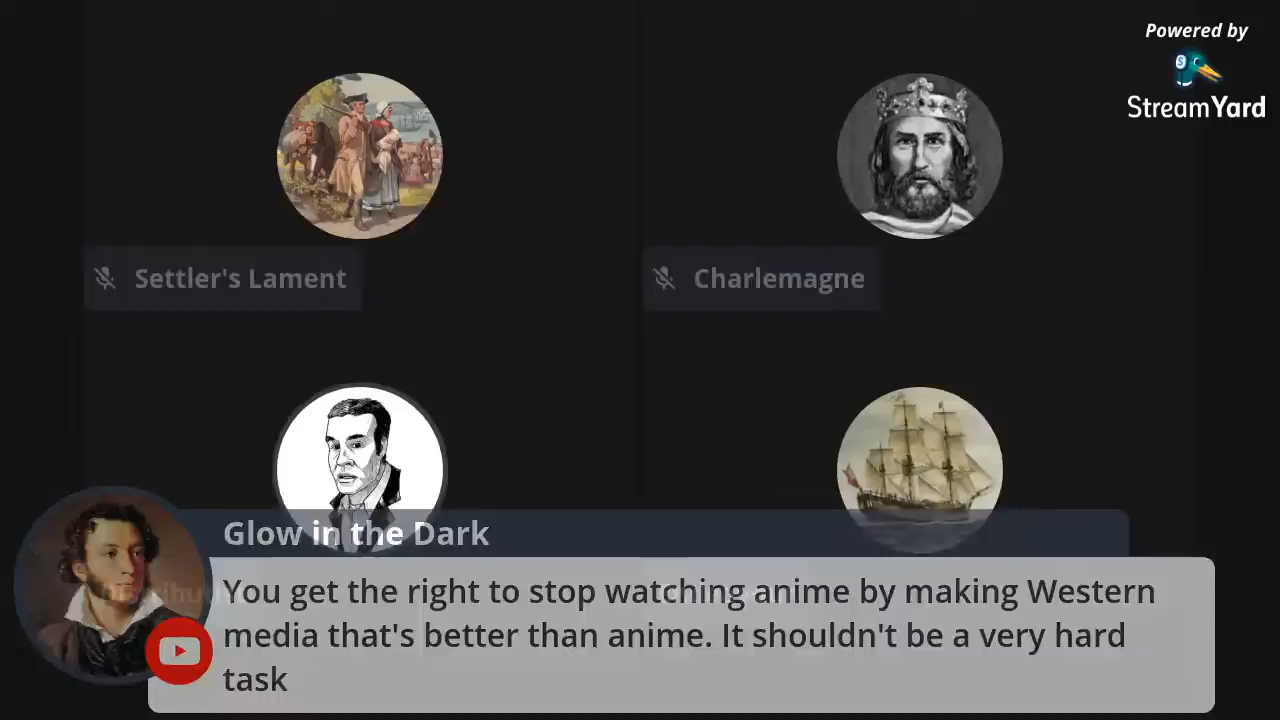 Powered by
StreamYard
Settler's Lament
Charlemagne
Glow in the Dark
You get the right to stop watching anime by making Western
media that's better than anime. It shouldn't be a very hard
task